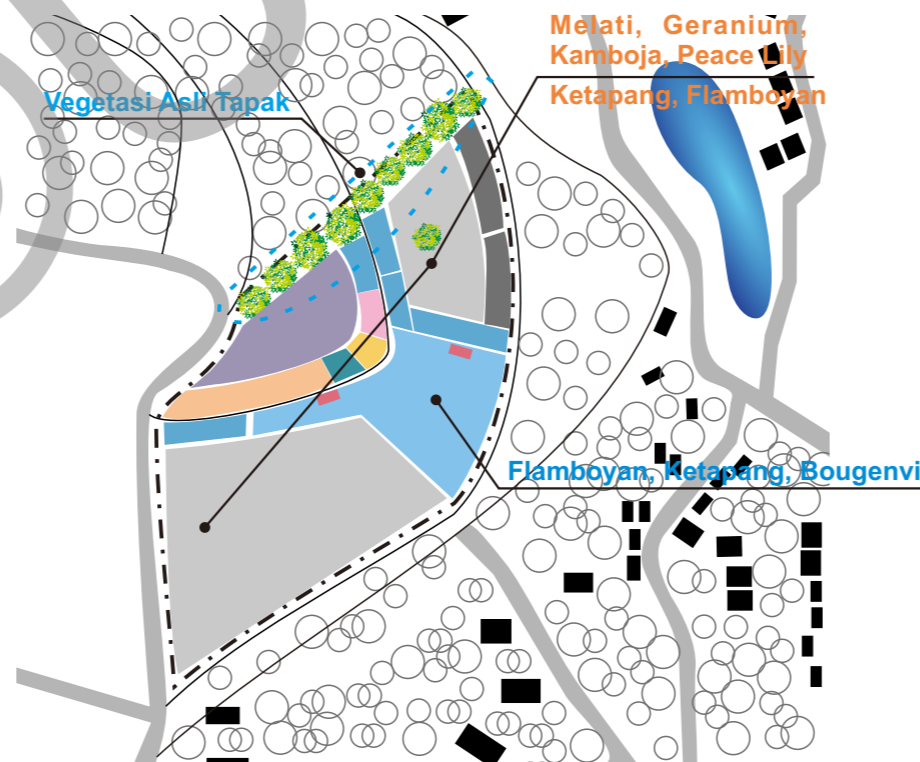 Melati, Geranium,
Kamboja, Peace Lily
Ketapang, Flamboyan
Vegetasi Asli Tapak
Flamboyan, Ketapang, Bougenvi